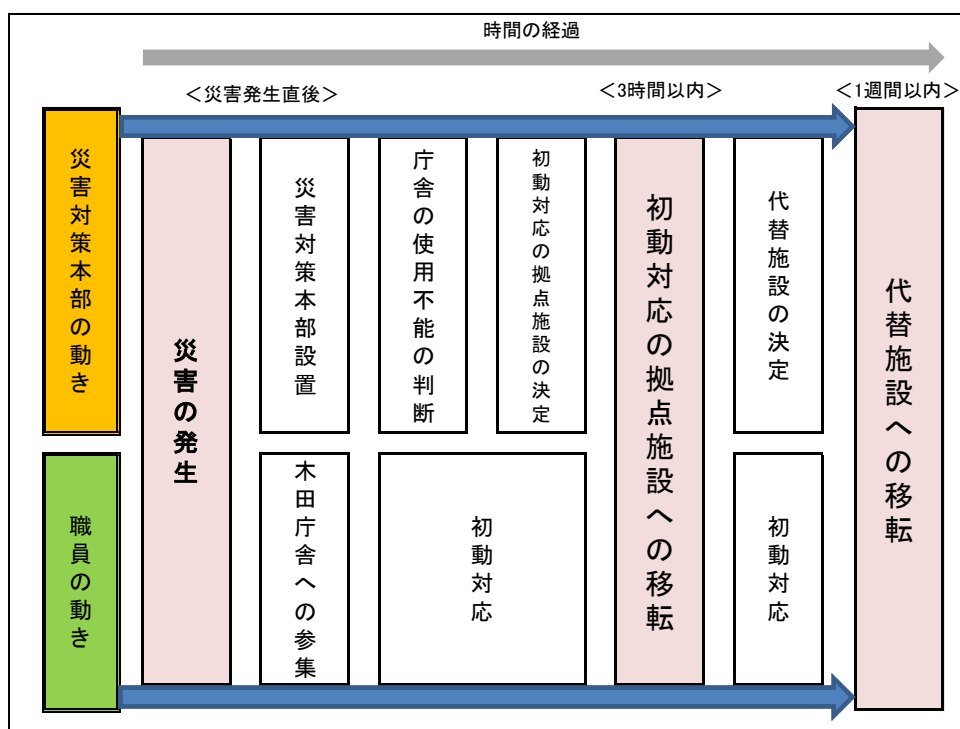 時間の経過
＜災害発生直後＞
＜3時間以内＞
＜1週間以内＞
災害対策本部の動き
災害の発生
災害対策本部設置
庁舎の使用不能の判断
初動対応の拠点施設の決定
初動対応の拠点施設への移転
代替施設の決定
代替施設への移転
職員の動き
木田庁舎への参集
初動対応
初動対応